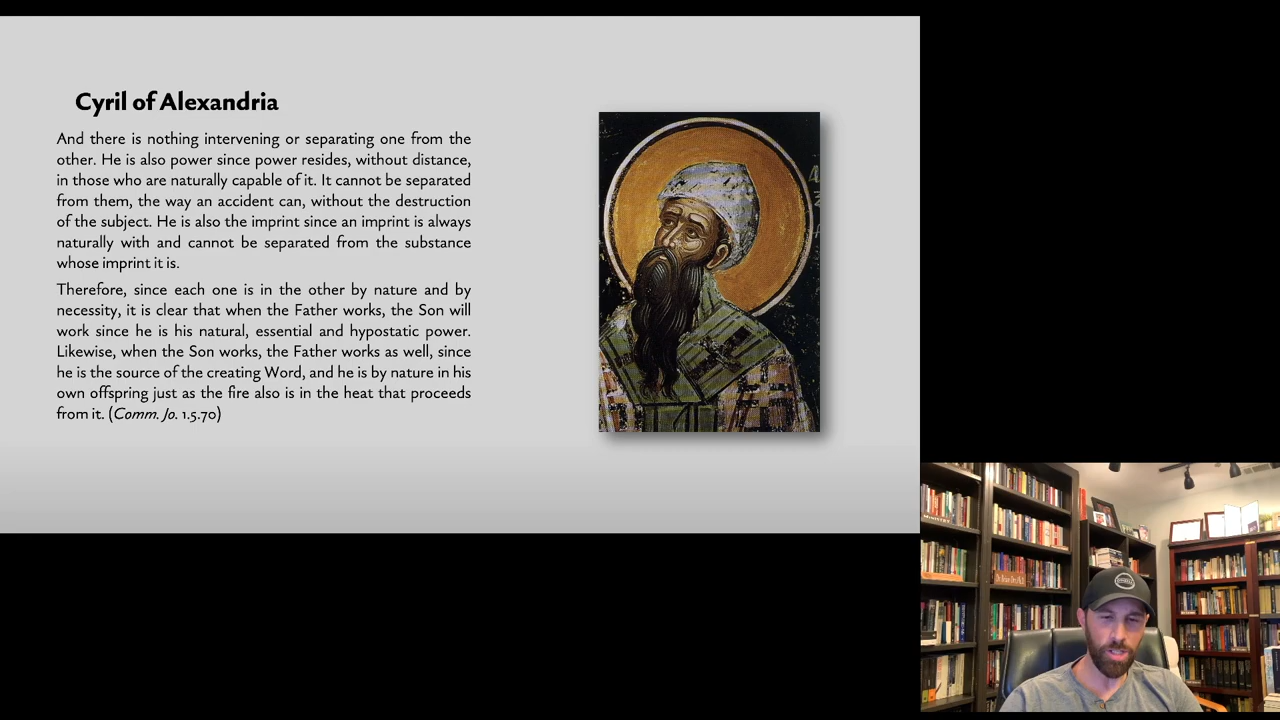 Cyril of Alexandria
And there is nothing intervening or separating one from the
other. He is also power since power resides, without distance,
in those who are naturally capable of it. It cannot be separated
from them, the way an accident can, without the destruction
of the subject. He is also the imprint since an imprint is always
naturally with and cannot be separated from the substance
whose imprint it is.
Therefore, since each one is in the other by nature and by
necessity, it is clear that when the Father works, the Son will
work since he is his natural, essential and hypostatic power.
Likewise, when the Son works, the Father works as well, since
he is the source of the creating Word, and he is by nature in his
own offspring just as the fire also is in the heat that proceeds
from it. (Comm. Jo. 1.5.70)
MINISTRY